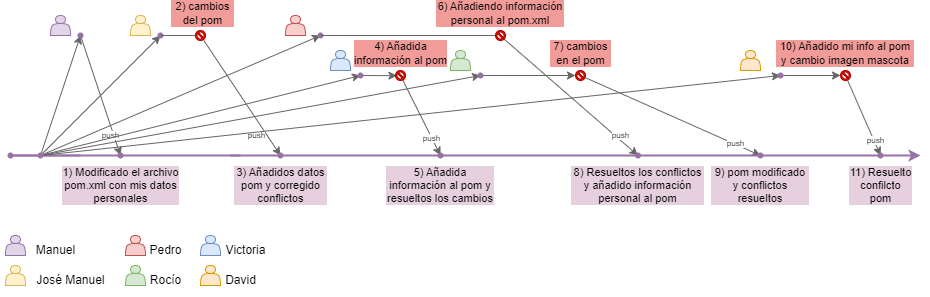 2) cambios
del pom
6) Añadiendo información
personal al pom.xml
4) Añadida
información al pom
7) cambios
en el pom
10) Añadido mi info al pom
y cambio imagen mascota
push
push
push
push
push
push
1) Modificado el archivo
pom.xml con mis datos
personales
3) Añadidos datos
pom y corregido
conflictos
5) Añadida
información al pom y
resueltos los cambios
8) Resueltos los conflictos
y añadido información
personal al pom
9) pom modificado
y conflictos
resueltos
11) Resuelto
confilcto
pom
Manuel
Pedro
Victoria
José Manuel
Rocío
David